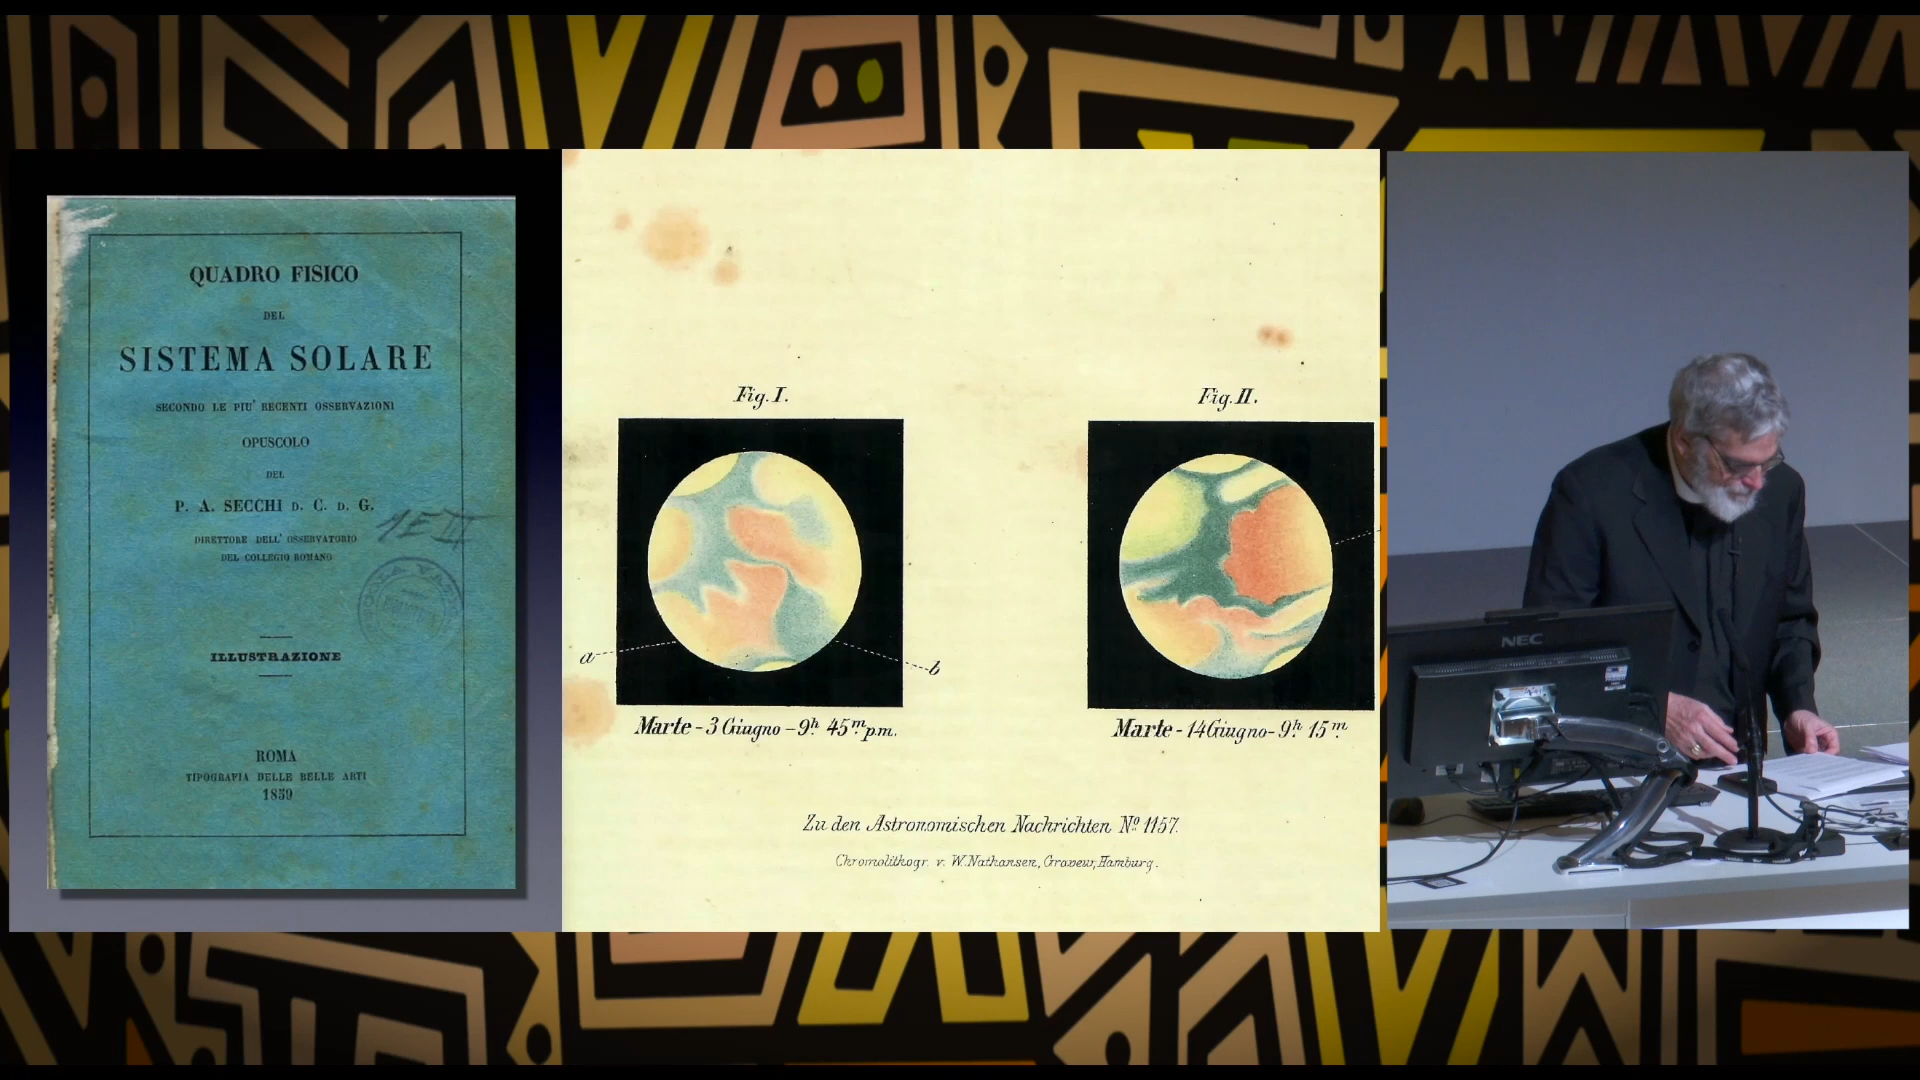 QUADRO FISICO
DEL
SISTEMA SOLARE
SECONDO LE PIU' RECENTI OSSERVAZIONI
OPUSCOLO
DEL
P. A. SECCHI D. C. D. G.
DIRETTORE DELL' OSSERVATORIO
DEL COLLEGIO ROMANO
ILLUSTRAZIONE
ROMA
TIPOGRAFIA DELLE BELLE ARTI
1859
Fig. I.
Fig. II.
a
b
Marte - 3 Giugno - 9h 45m p.m.
Marte - 14 Giugno - 9h 15m
Zu den Astronomischen Nachrichten No 1157.
Chromolithogr. v. W. Nathansen, Hamburg.
NEC